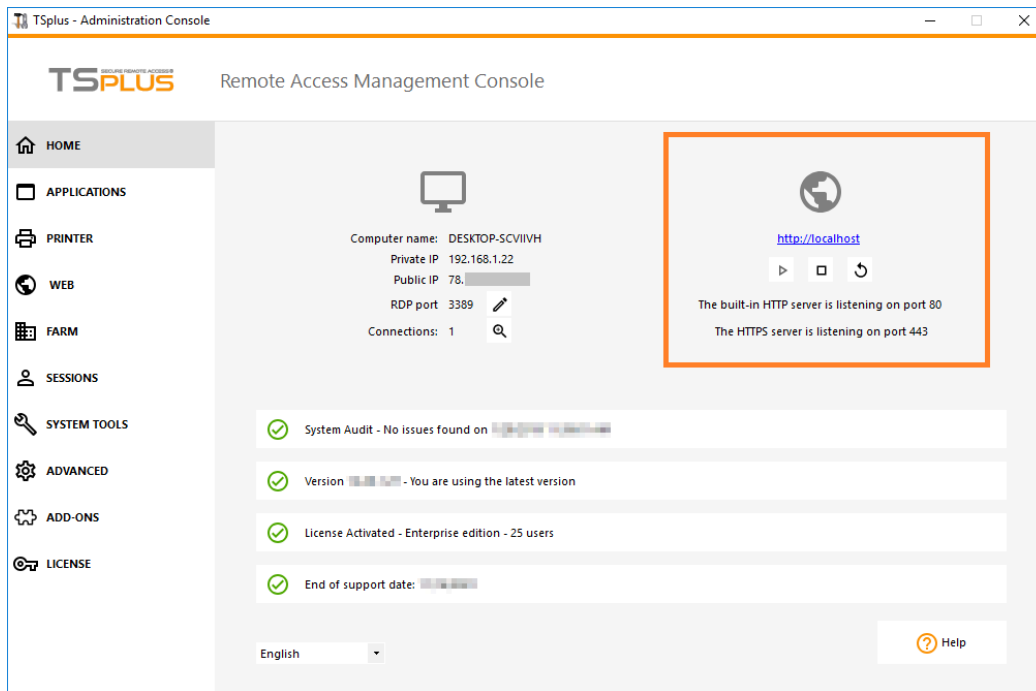 TSplus - Administration Console
TSPLUS
SECURE REMOTE ACCESS®
Remote Access Management Console
HOME
APPLICATIONS
PRINTER
WEB
FARM
SESSIONS
SYSTEM TOOLS
ADVANCED
ADD-ONS
LICENSE
Computer name: DESKTOP-SCVIIVH
Private IP 192.168.1.22
Public IP 78.
RDP port 3389
Connections: 1
http://localhost
The built-in HTTP server is listening on port 80
The HTTPS server is listening on port 443
System Audit - No issues found on
Version - You are using the latest version
License Activated - Enterprise edition - 25 users
End of support date:
English
Help